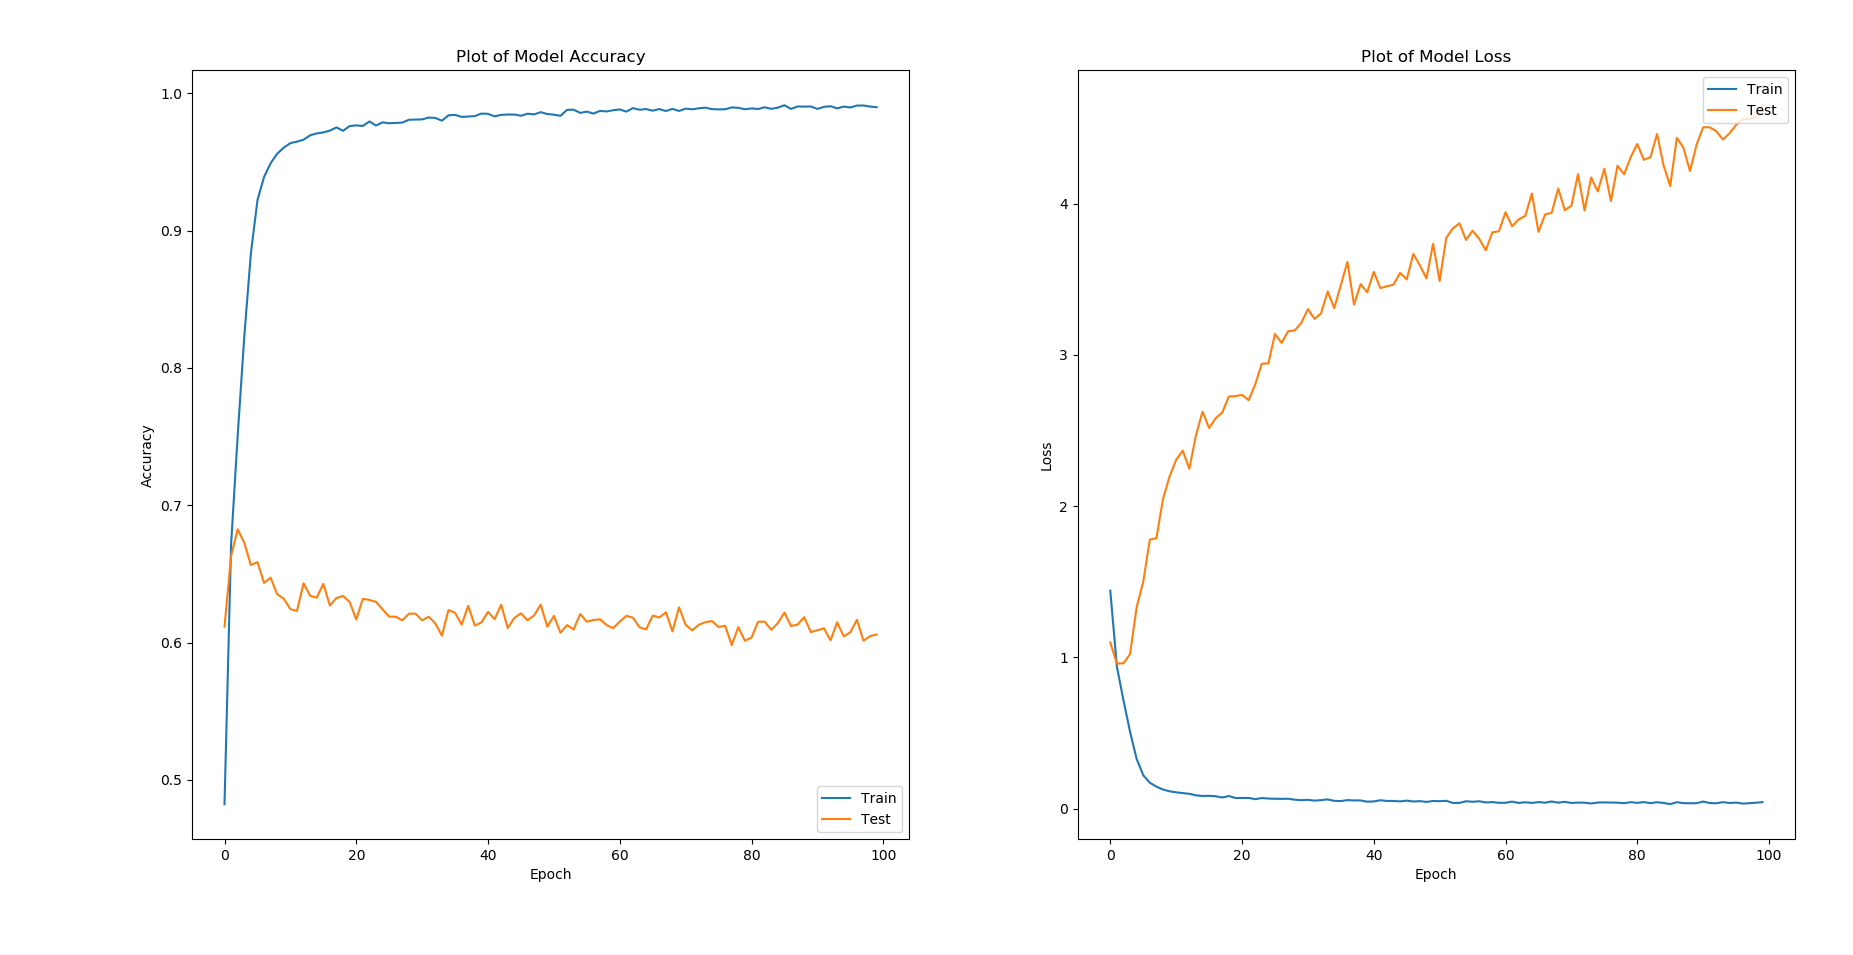 Plot of Model Accuracy
1.0
0.9
0.8
0.7
0.6
0.5
Accuracy
0 20 40 60 80 100
Epoch
Train
Test
Plot of Model Loss
4
3
2
1
0
Loss
0 20 40 60 80 100
Epoch
Train
Test